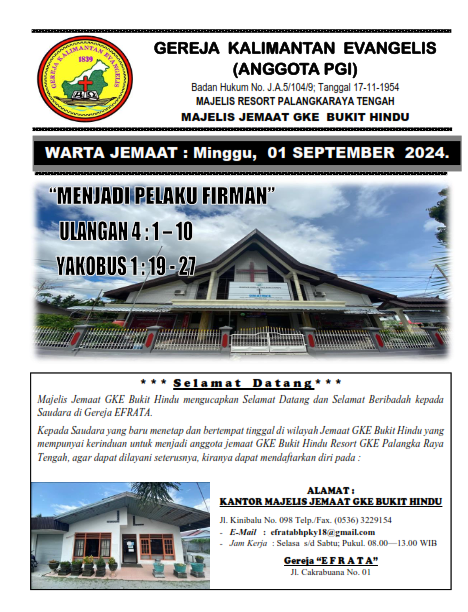 GEREJA KALIMANTAN EVANGELIS
1839
GEREJA KALIMANTAN EVANGELIS
(ANGGOTA PGI)
Badan Hukum No. J.A.5/104/9; Tanggal 17-11-1954
MAJELIS RESORT PALANGKARAYA TENGAH
MAJELIS JEMAAT GKE BUKIT HINDU
WARTA JEMAAT : Minggu, 01 SEPTEMBER 2024.
“MENJADI PELAKU FIRMAN”
ULANGAN 4 : 1 – 10
YAKOBUS 1 : 19 - 27
* * * Selamat Datang * * *
Majelis Jemaat GKE Bukit Hindu mengucapkan Selamat Datang dan Selamat Beribadah kepada
Saudara di Gereja EFRATA.
Kepada Saudara yang baru menetap dan bertempat tinggal di wilayah Jemaat GKE Bukit Hindu yang
mempunyai kerinduan untuk menjadi anggota jemaat GKE Bukit Hindu Resort GKE Palangka Raya
Tengah, agar dapat dilayani seterusnya, kiranya dapat mendaftarkan diri pada :
ALAMAT :
KANTOR MAJELIS JEMAAT GKE BUKIT HINDU
Jl. Kinibalu No. 098 Telp./Fax. (0536) 3229154
- E-Mail : efratabhpky18@gmail.com
- Jam Kerja : Selasa s/d Sabtu; Pukul. 08.00—13.00 WIB
Gereja “E F R A T A”
Jl. Cakrabuana No. 01